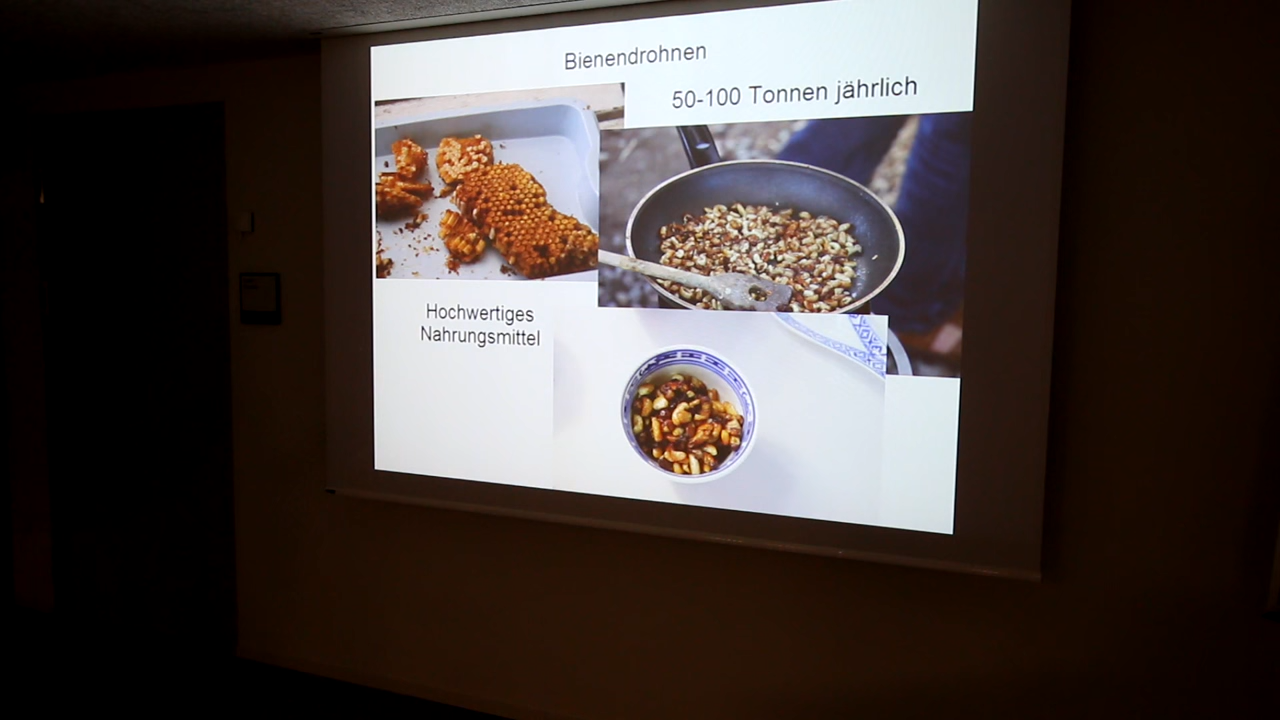 Bienendrohnen
50-100 Tonnen jährlich
Hochwertiges
Nahrungsmittel